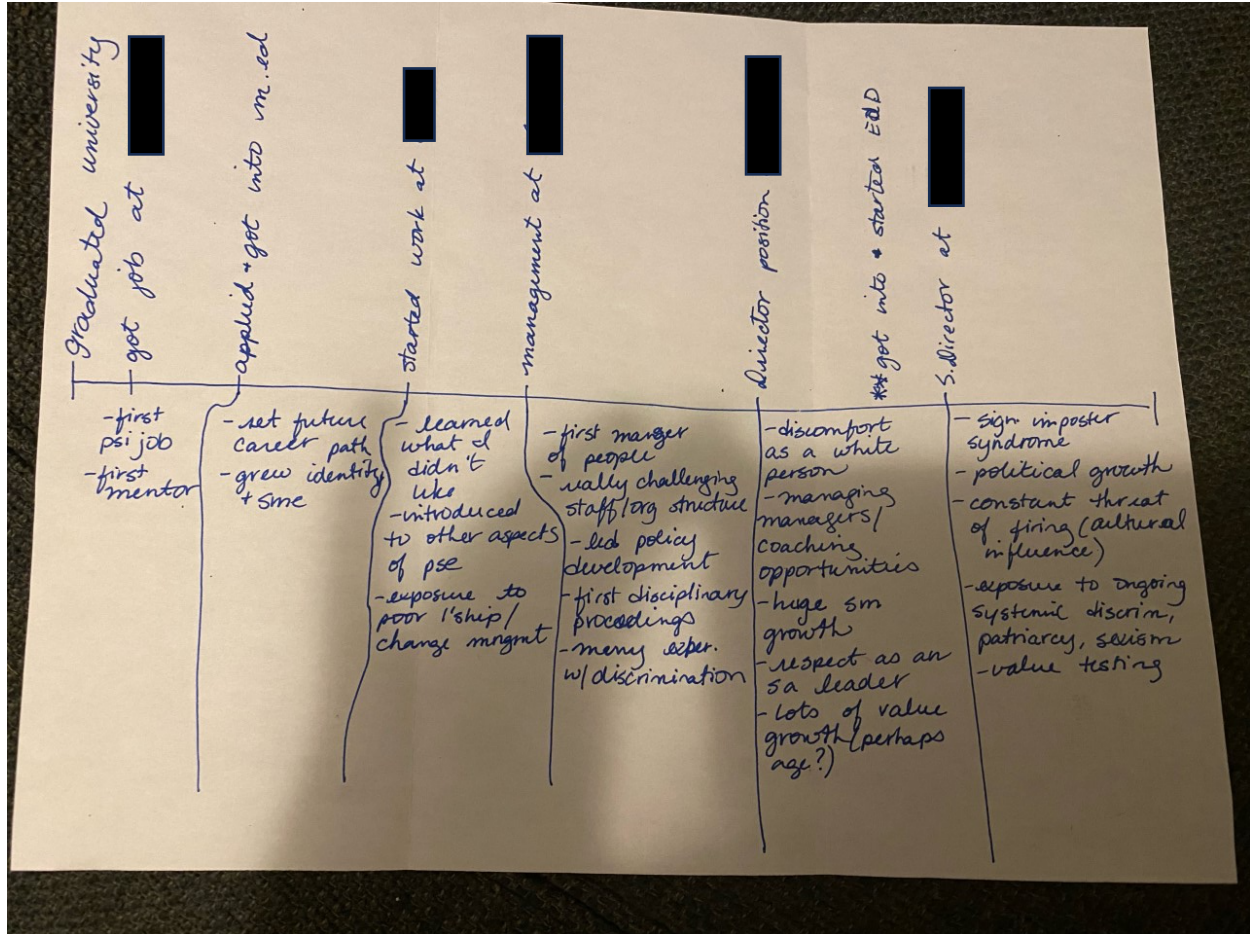 Graduated university
got job at
applied + got into m.ed
started work at
management at
Director position
** got into + started EdD
S. Director at
-first
psi job
-first
mentor
-set future
career path
-grew identity
+ sme
-learned
what I
didn't
like
-introduced
to other aspects
of pse
-exposure to
poor l'ship/
change mngmt
-first manger
of people
-really challenging
staff/org structure
-led policy
development
-first disciplinary
procedings
-many exper.
w/ discrimination
-discomfort
as a white
person
-managing
managers/
coaching
opportunities
-huge sm
growth
-respect as an
sa leader
-lots of value
growth (perhaps
age?)
-sign imposter
syndrome
-political growth
-constant threat
of firing (cultural
influence)
-exposure to ongoing
systemic discrim,
patriarcy, sexism
-value testing